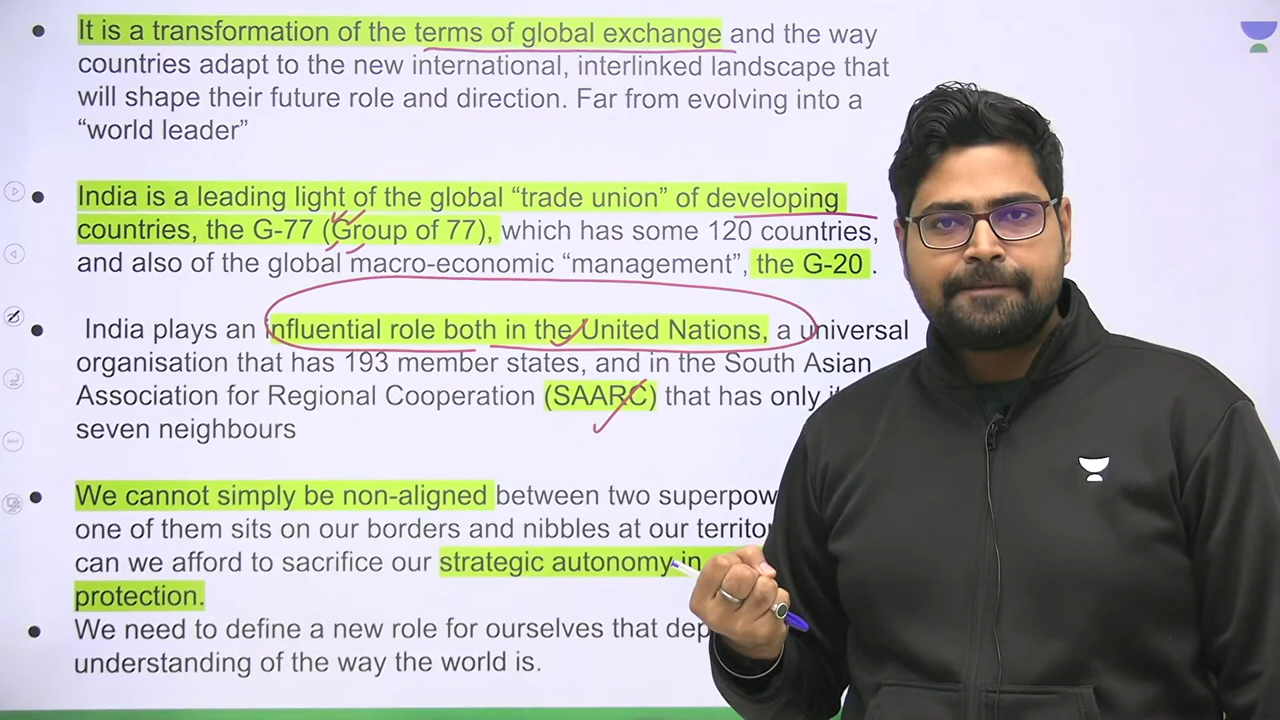 It is a transformation of the terms of global exchange and the way
countries adapt to the new international, interlinked landscape that
will shape their future role and direction. Far from evolving into a
“world leader”
India is a leading light of the global “trade union” of developing
countries, the G-77 (Group of 77), which has some 120 countries,
and also of the global macro-economic “management”, the G-20 .
India plays an influential role both in the United Nations, a universal
organisation that has 193 member states, and in the South Asian
Association for Regional Cooperation (SAARC) that has only
seven neighbours
We cannot simply be non-aligned between two
one of them sits on our borders and nibbles at our
can we afford to sacrifice our strategic autonomy in
protection.
We need to define a new role for ourselves that
understanding of the way the world is.